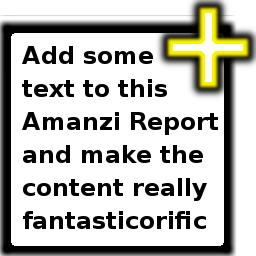 Add some
text to this
Amanzi Report
and make the
content really
fantasticorific